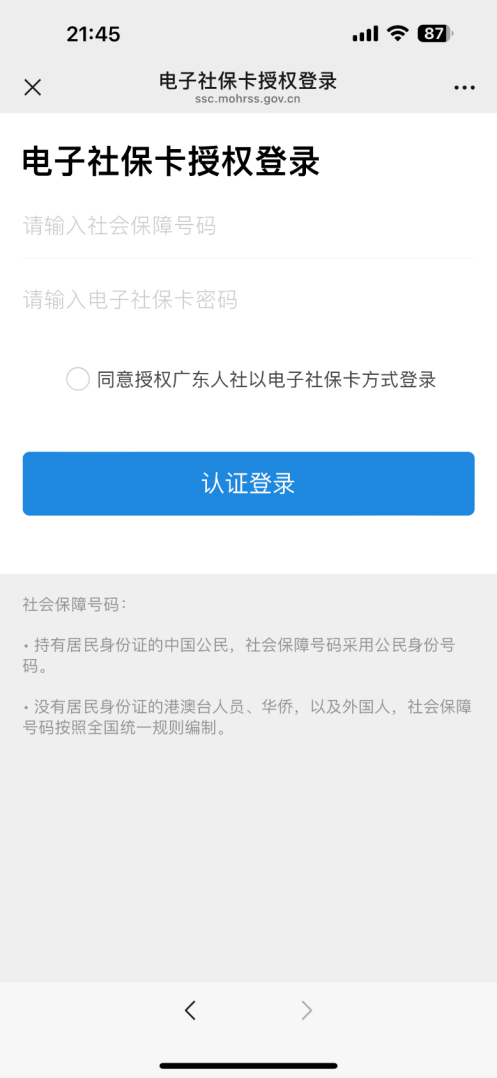 21:45
87
电子社保卡授权登录
ssc.mohrss.gov.cn
电子社保卡授权登录
请输入社会保障号码
请输入电子社保卡密码
同意授权广东人社以电子社保卡方式登录
认证登录
社会保障号码：
• 持有居民身份证的中国公民，社会保障号码采用公民身份号
码。
• 没有居民身份证的港澳台人员、华侨，以及外国人，社会保障
号码按照全国统一规则编制。